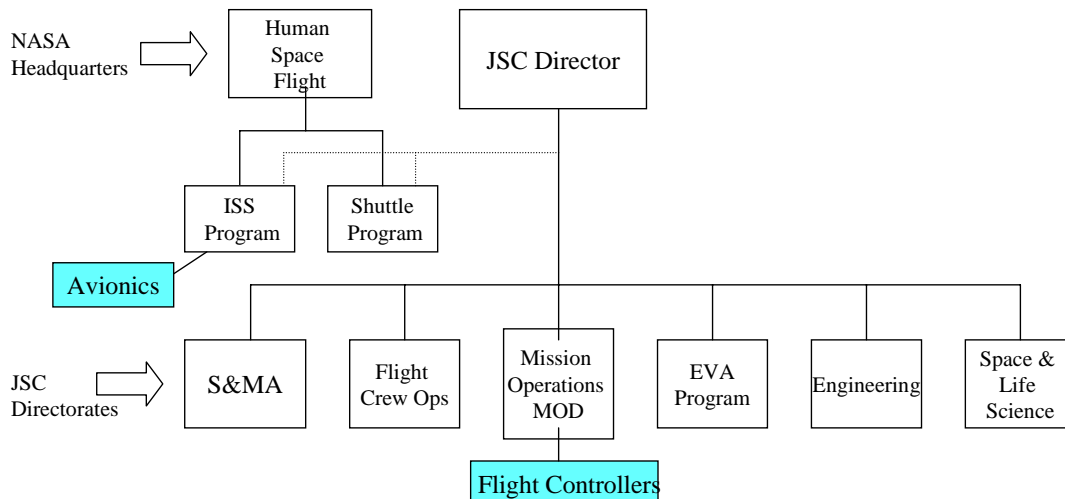 NASA
Headquarters
Human
Space
Flight
JSC Director
ISS
Program
Shuttle
Program
Avionics
JSC
Directorates
S&MA
Flight
Crew Ops
Mission
Operations
MOD
EVA
Program
Engineering
Space &
Life
Science
Flight Controllers